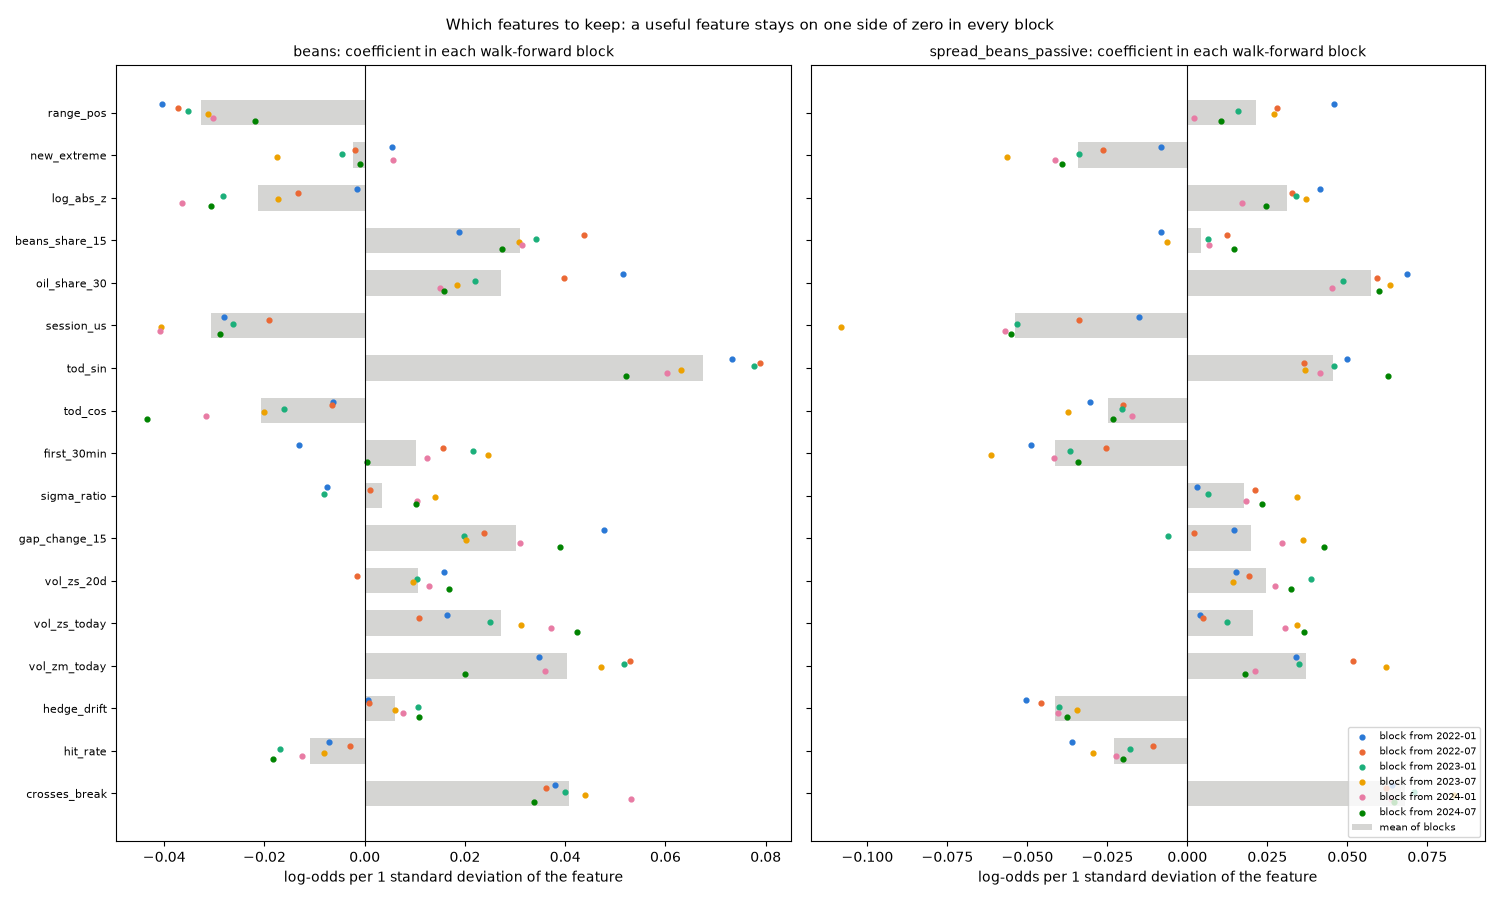 Which features to keep: a useful feature stays on one side of zero in every block
beans: coefficient in each walk-forward block
spread_beans_passive: coefficient in each walk-forward block
range_pos
new_extreme
log_abs_z
beans_share_15
oil_share_30
session_us
tod_sin
tod_cos
first_30min
sigma_ratio
gap_change_15
vol_zs_20d
vol_zs_today
vol_zm_today
hedge_drift
hit_rate
crosses_break
block from 2022-01
block from 2022-07
block from 2023-01
block from 2023-07
block from 2024-01
block from 2024-07
mean of blocks
−0.04 −0.02 0.00 0.02 0.04 0.06 0.08
−0.100 −0.075 −0.050 −0.025 0.000 0.025 0.050 0.075
log-odds per 1 standard deviation of the feature
log-odds per 1 standard deviation of the feature